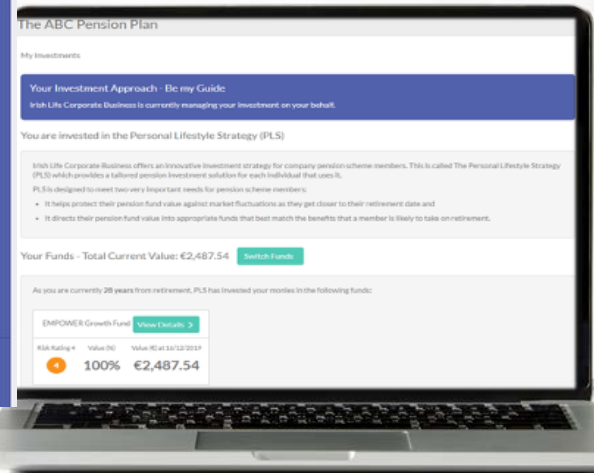 The ABC Pension Plan
My Investments
Your Investment Approach - Be my Guide
Irish Life Corporate Business is currently managing your investment on your behalf.
You are invested in the Personal Lifestyle Strategy (PLS)
Irish Life Corporate Business offers an innovative investment strategy for company pension scheme members. This is called The Personal Lifestyle Strategy
(PLS) which provides a tailored pension investment solution for each individual that uses it.
PLS is designed to meet two very important needs for pension scheme members:
• It helps protect their pension fund value against market fluctuations as they get closer to their retirement date and
• It directs their pension fund value into appropriate funds that best match the benefits that a member is likely to take on retirement.
Your Funds - Total Current Value: €2,487.54 Switch Funds
As you are currently 28 years from retirement, PLS has invested your monies in the following funds:
EMPOWER Growth Fund View Details >
Risk Rating Value (%) Value (€) at 16/12/2019
4 100% €2,487.54